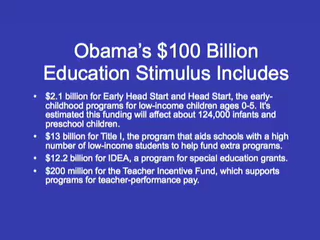 Obama's $100 Billion
Education Stimulus Includes
• $2.1 billion for Early Head Start and Head Start, the early-
childhood programs for low-income children ages 0-5. It's
estimated this funding will affect about 124,000 infants and
preschool children.
• $13 billion for Title I, the program that aids schools with a high
number of low-income students to help fund extra programs.
• $12.2 billion for IDEA, a program for special education grants.
• $200 million for the Teacher Incentive Fund, which supports
programs for teacher-performance pay.